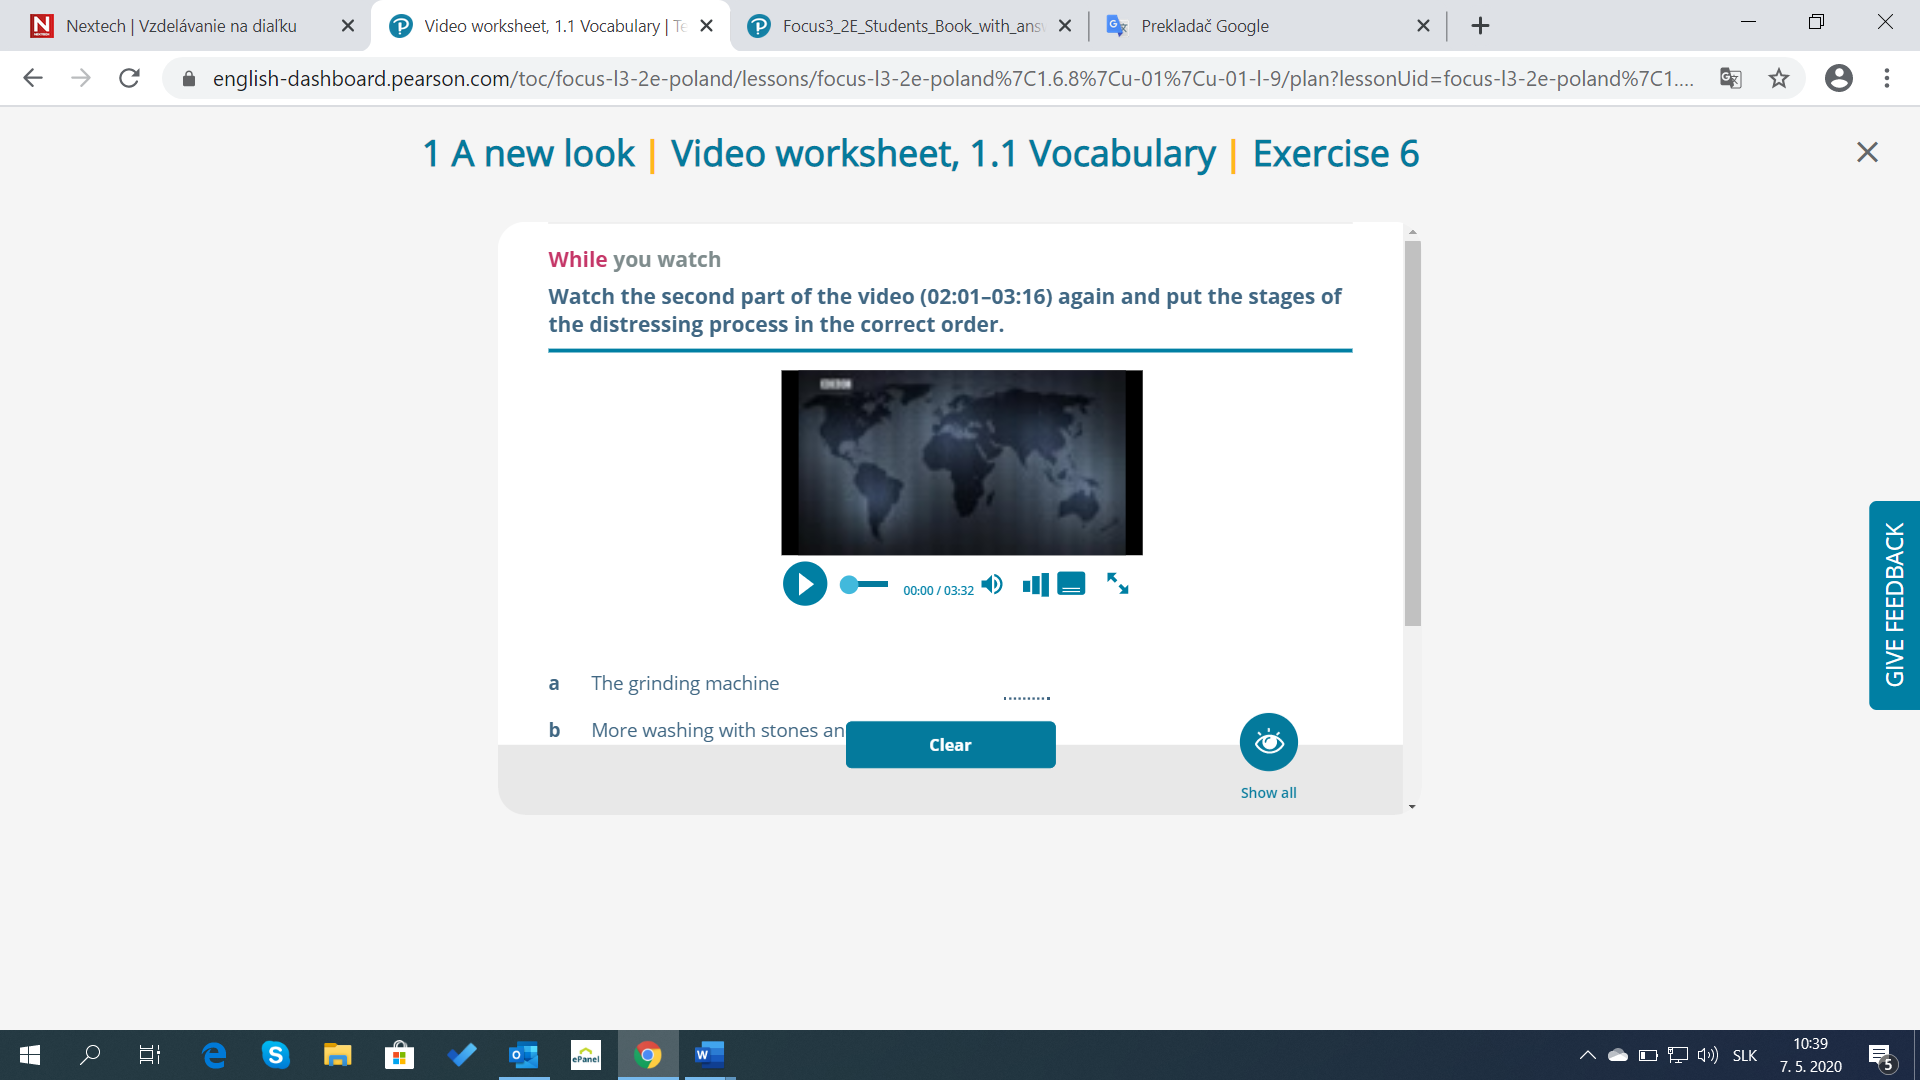 Nextech | Vzdelávanie na diaľku
Video worksheet, 1.1 Vocabulary | Te
Focus3_2E_Students_Book_with_answ
Prekladač Google
english-dashboard.pearson.com/toc/focus-l3-2e-poland/lessons/focus-l3-2e-poland%7C1.6.8%7Cu-01%7Cu-01-l-9/plan?lessonUid=focus-l3-2e-poland%7C1....
1 A new look | Video worksheet, 1.1 Vocabulary | Exercise 6
While you watch
Watch the second part of the video (02:01–03:16) again and put the stages of
the distressing process in the correct order.
00:00 / 03:32
a The grinding machine ..........
b More washing with stones an
Clear
Show all
GIVE FEEDBACK
ePanel
SLK
10:39
7. 5. 2020
5